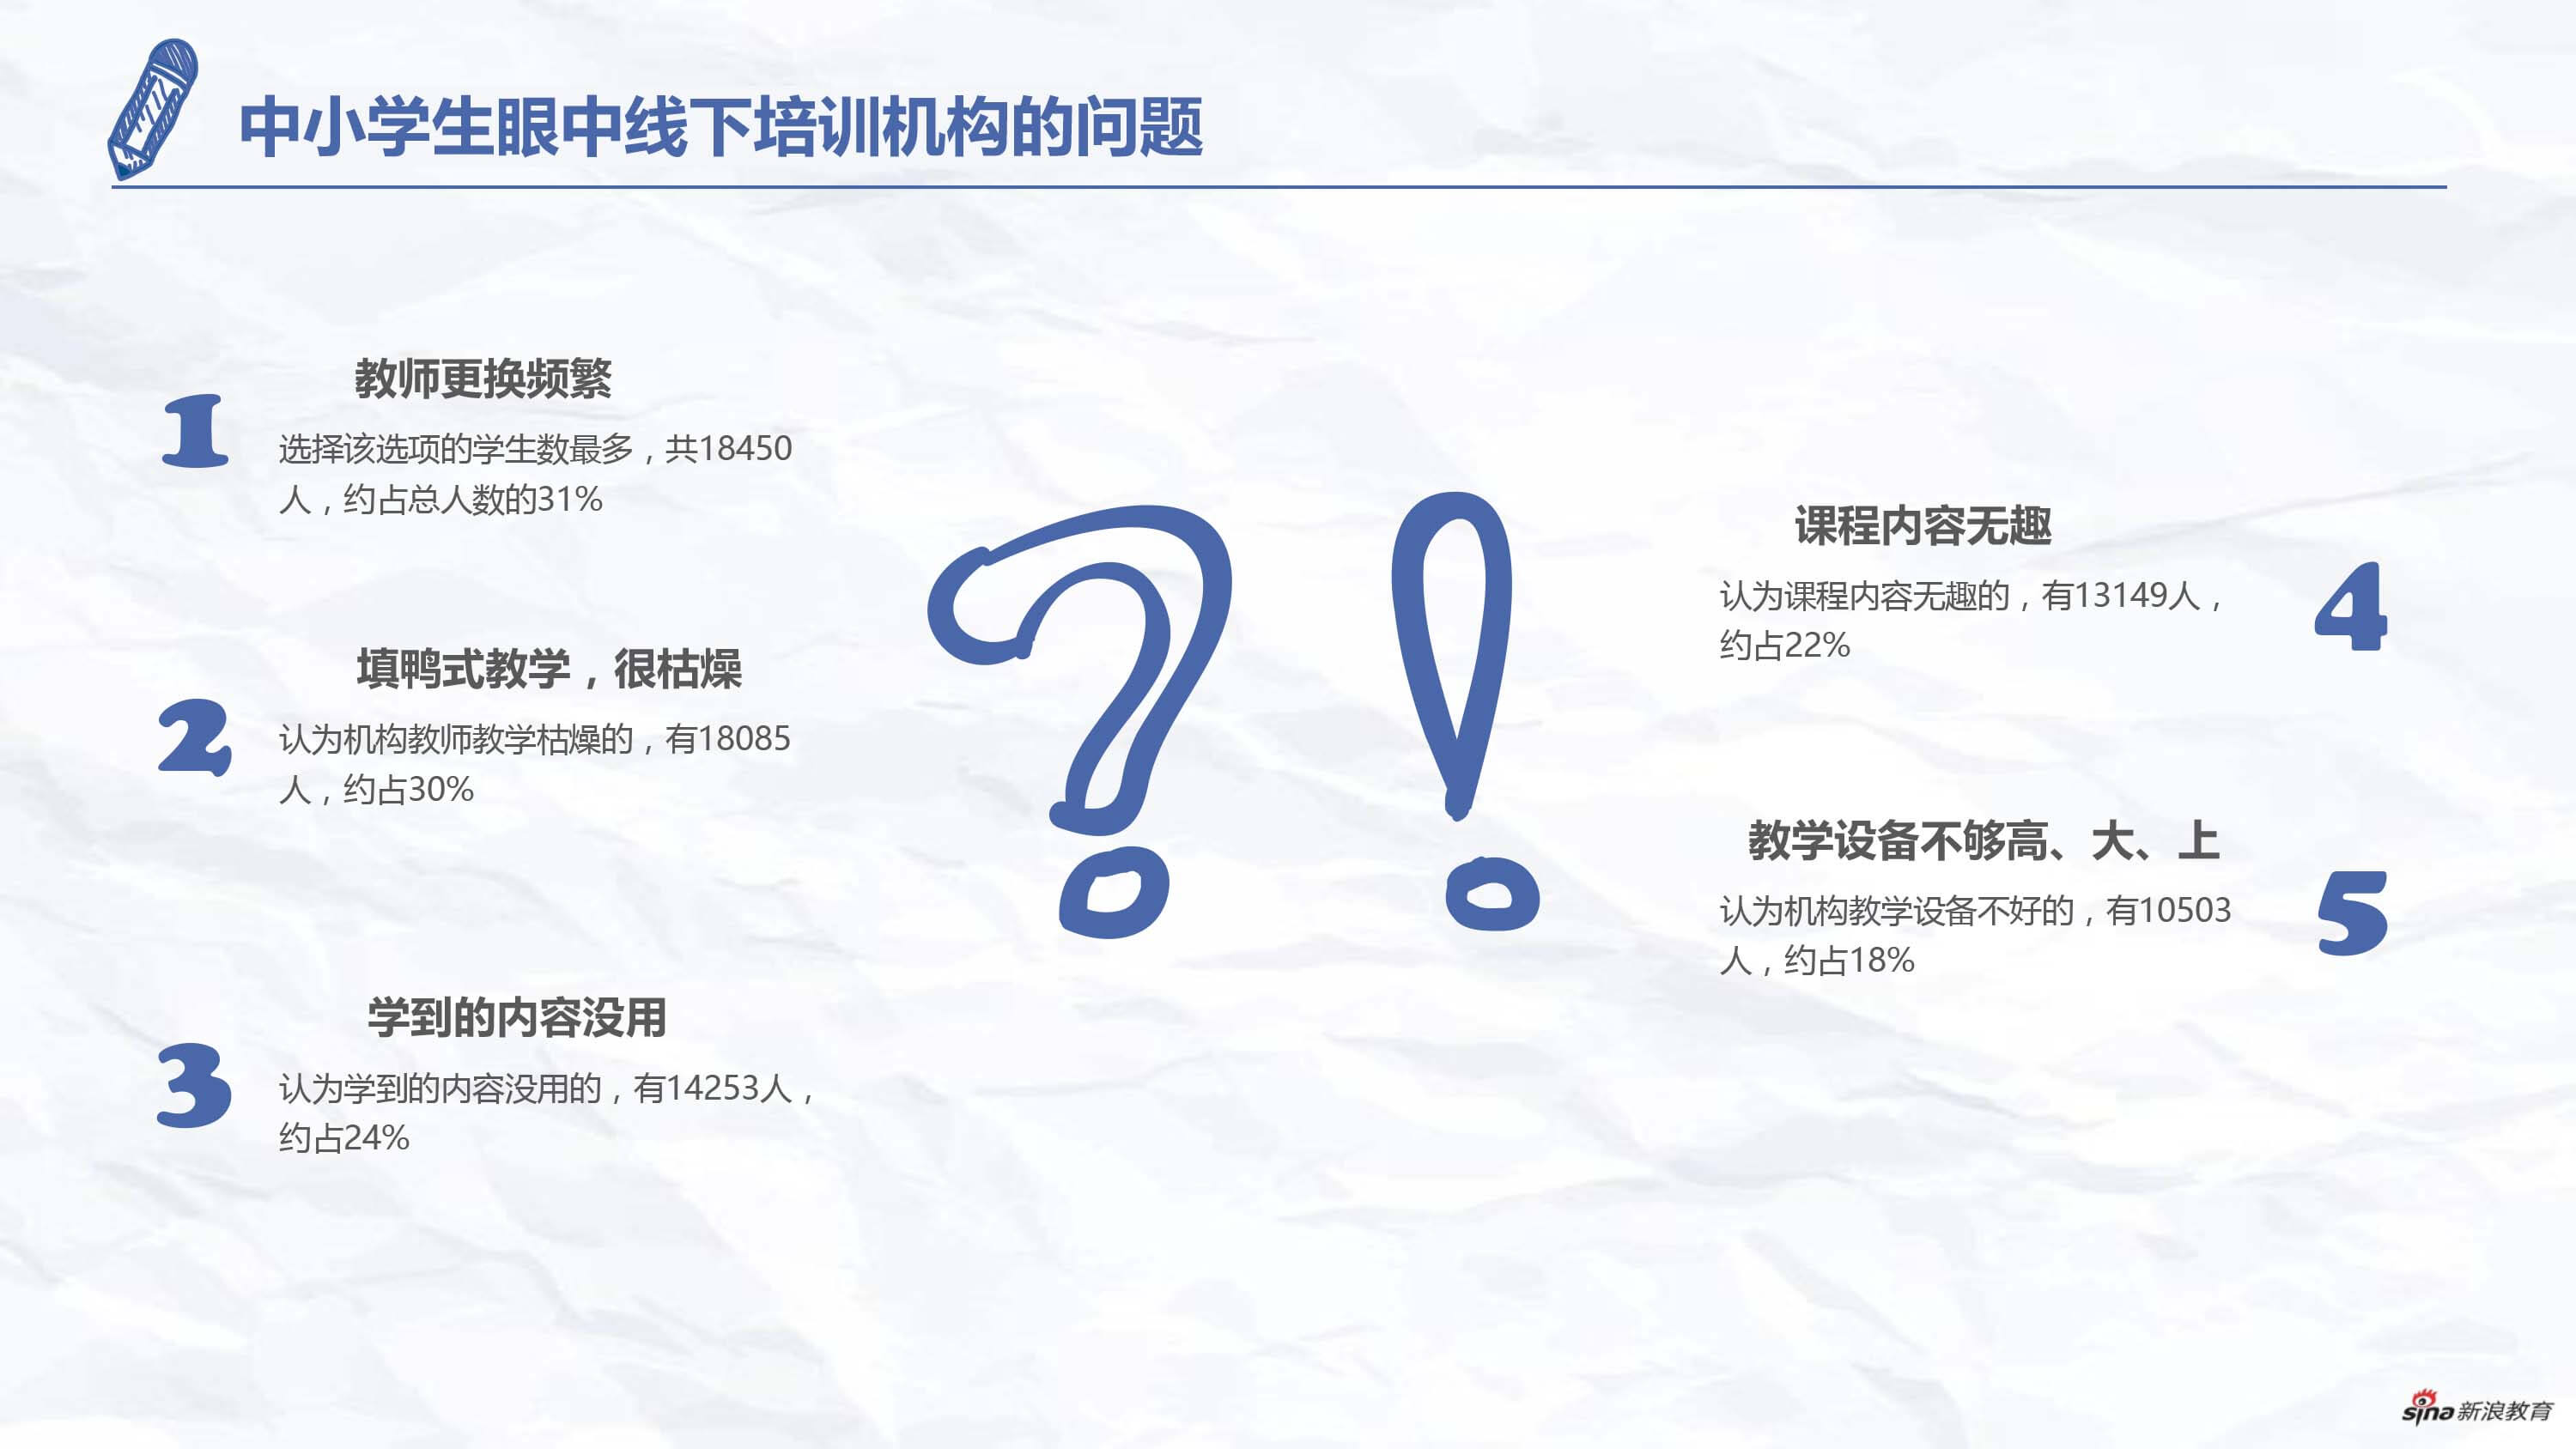 中小学生眼中线下培训机构的问题
1
教师更换频繁
选择该选项的学生数最多，共18450
人，约占总人数的31%
2
填鸭式教学，很枯燥
认为机构教师教学枯燥的，有18085
人，约占30%
3
学到的内容没用
认为学到的内容没用的，有14253人，
约占24%
?!
课程内容无趣
认为课程内容无趣的，有13149人，
约占22%
4
教学设备不够高、大、上
认为机构教学设备不好的，有10503
人，约占18%
5
sina新浪教育